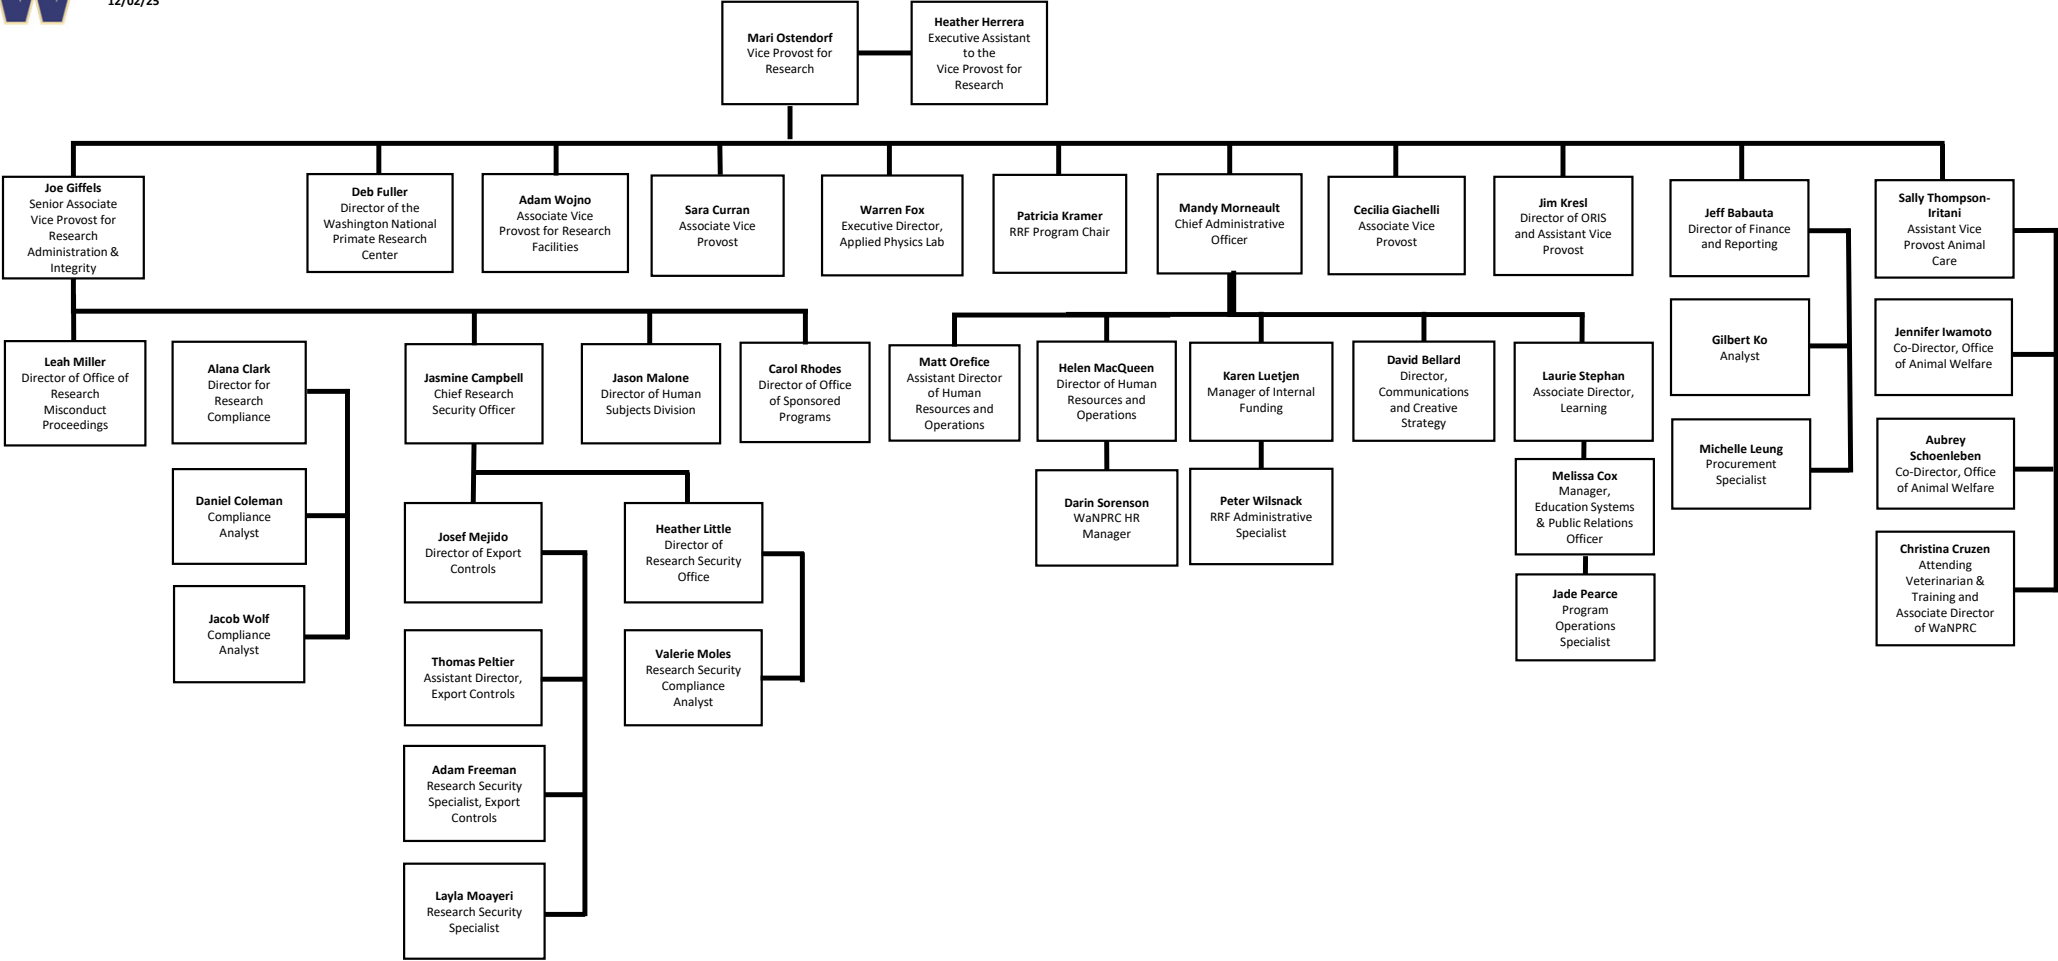 W
12/02/25
Mari Ostendorf
Vice Provost for
Research
Heather Herrera
Executive Assistant
to the
Vice Provost for
Research
Joe Giffels
Senior Associate
Vice Provost for
Research
Administration &
Integrity
Deb Fuller
Director of the
Washington National
Primate Research
Center
Adam Wojno
Associate Vice
Provost for Research
Facilities
Sara Curran
Associate Vice
Provost
Warren Fox
Executive Director,
Applied Physics Lab
Patricia Kramer
RRF Program Chair
Mandy Morneault
Chief Administrative
Officer
Cecilia Giachelli
Associate Vice
Provost
Jim Kresl
Director of ORIS
and Assistant Vice
Provost
Jeff Babauta
Director of Finance
and Reporting
Sally Thompson-
Iritani
Assistant Vice
Provost Animal
Care
Leah Miller
Director of Office of
Research
Misconduct
Proceedings
Alana Clark
Director for
Research
Compliance
Jasmine Campbell
Chief Research
Security Officer
Jason Malone
Director of Human
Subjects Division
Carol Rhodes
Director of Office
of Sponsored
Programs
Matt Orefice
Assistant Director
of Human
Resources and
Operations
Helen MacQueen
Director of Human
Resources and
Operations
Karen Luetjen
Manager of Internal
Funding
David Bellard
Director,
Communications
and Creative
Strategy
Laurie Stephan
Associate Director,
Learning
Gilbert Ko
Analyst
Jennifer Iwamoto
Co-Director, Office
of Animal Welfare
Daniel Coleman
Compliance
Analyst
Josef Mejido
Director of Export
Controls
Heather Little
Director of
Research Security
Office
Darin Sorenson
WaNPRC HR
Manager
Peter Wilsnack
RRF Administrative
Specialist
Melissa Cox
Manager,
Education Systems
& Public Relations
Officer
Michelle Leung
Procurement
Specialist
Aubrey
Schoenleben
Co-Director, Office
of Animal Welfare
Jacob Wolf
Compliance
Analyst
Thomas Peltier
Assistant Director,
Export Controls
Valerie Moles
Research Security
Compliance
Analyst
Jade Pearce
Program
Operations
Specialist
Christina Cruzen
Attending
Veterinarian &
Training and
Associate Director
of WaNPRC
Adam Freeman
Research Security
Specialist, Export
Controls
Layla Moayeri
Research Security
Specialist